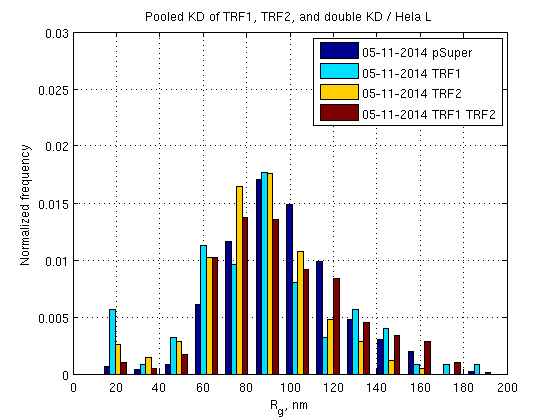 Pooled KD of TRF1, TRF2, and double KD / Hela L
0.03
0.025
0.02
0.015
0.01
0.005
0
Normalized frequency
05-11-2014 pSuper
05-11-2014 TRF1
05-11-2014 TRF2
05-11-2014 TRF1 TRF2
0 20 40 60 80 100 120 140 160 180 200
Rg, nm